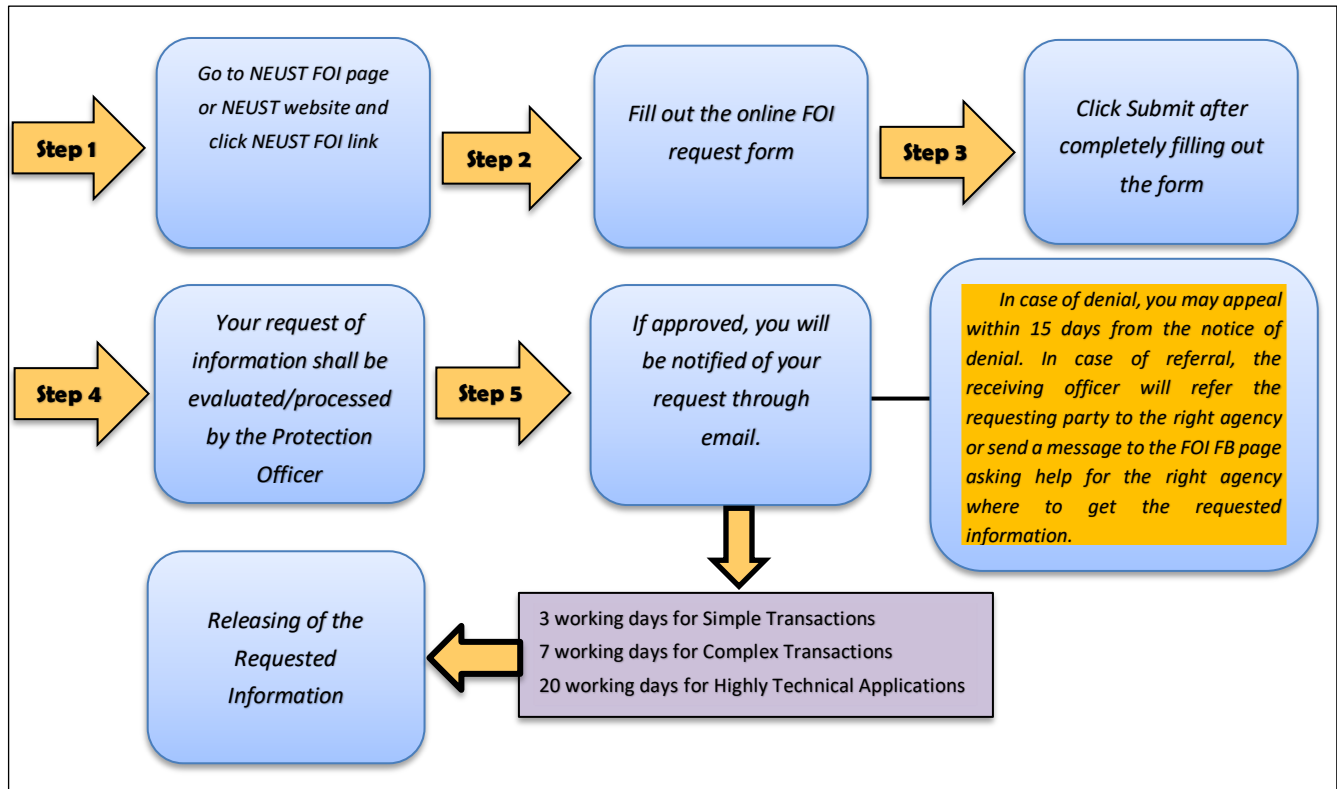 Step 1
Go to NEUST FOI page
or NEUST website and
click NEUST FOI link
Step 2
Fill out the online FOI
request form
Step 3
Click Submit after
completely filling out
the form
Step 4
Your request of
information shall be
evaluated/processed
by the Protection
Officer
Step 5
If approved, you will
be notified of your
request through
email.
In case of denial, you may appeal
within 15 days from the notice of
denial. In case of referral, the
receiving officer will refer the
requesting party to the right agency
or send a message to the FOI FB page
asking help for the right agency
where to get the requested
information.
3 working days for Simple Transactions
7 working days for Complex Transactions
20 working days for Highly Technical Applications
Releasing of the
Requested
Information